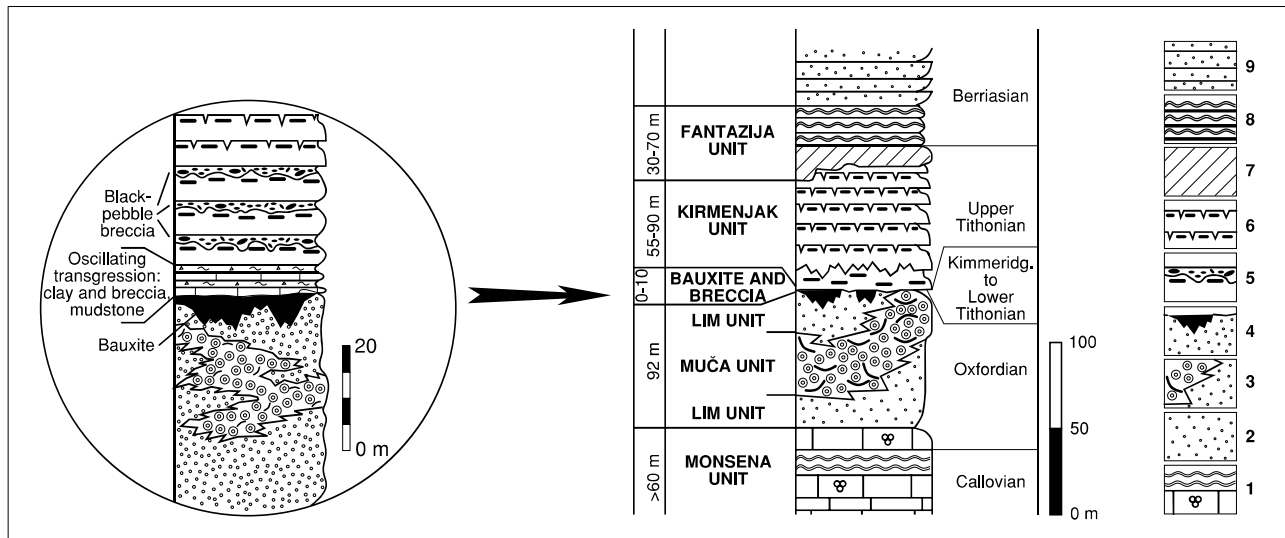 Black-
pebble
breccia
Oscillating
transgression:
clay and breccia,
mudstone
Bauxite
20
0 m
30-70 m
55-90 m
0-10
92 m
>60 m
FANTAZIJA
UNIT
KIRMENJAK
UNIT
BAUXITE AND
BRECCIA
LIM UNIT
MUČA UNIT
LIM UNIT
MONSENA
UNIT
Berriasian
Upper
Tithonian
Kimmeridg.
to
Lower
Tithonian
Oxfordian
Callovian
100
50
0 m
9
8
7
6
5
4
3
2
1